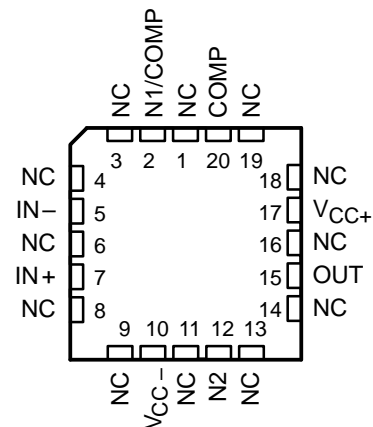 NC
N1/COMP
NC
COMP
NC
3 2 1 20 19
NC 4
IN− 5
NC 6
IN+ 7
NC 8
18 NC
17 VCC+
16 NC
15 OUT
14 NC
9 10 11 12 13
NC
VCC−
NC
N2
NC